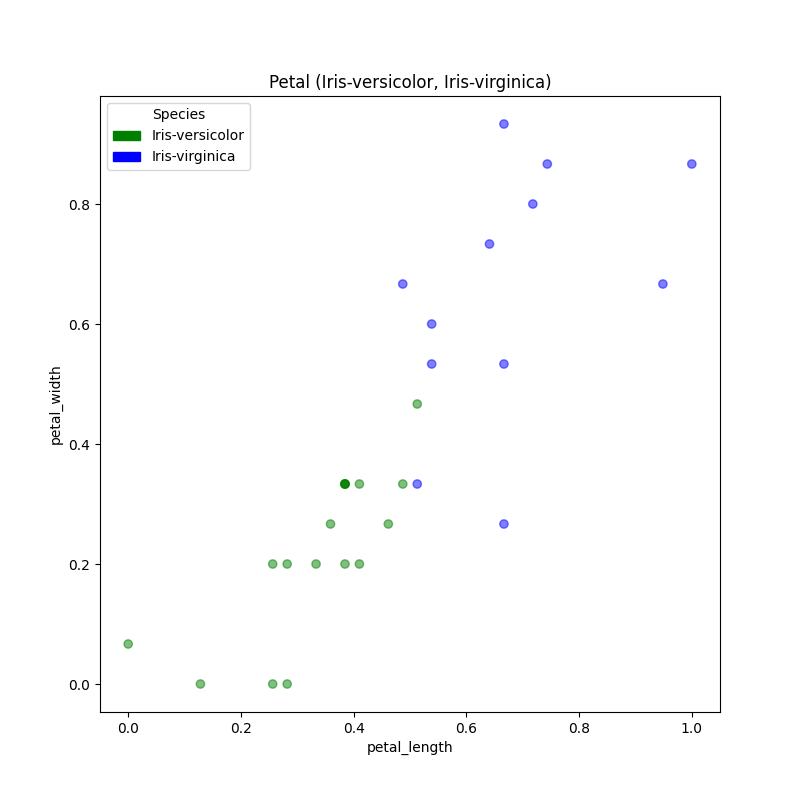 Petal (Iris-versicolor, Iris-virginica)
Species
Iris-versicolor
Iris-virginica
petal_width
0.8
0.6
0.4
0.2
0.0
0.0 0.2 0.4 0.6 0.8 1.0
petal_length